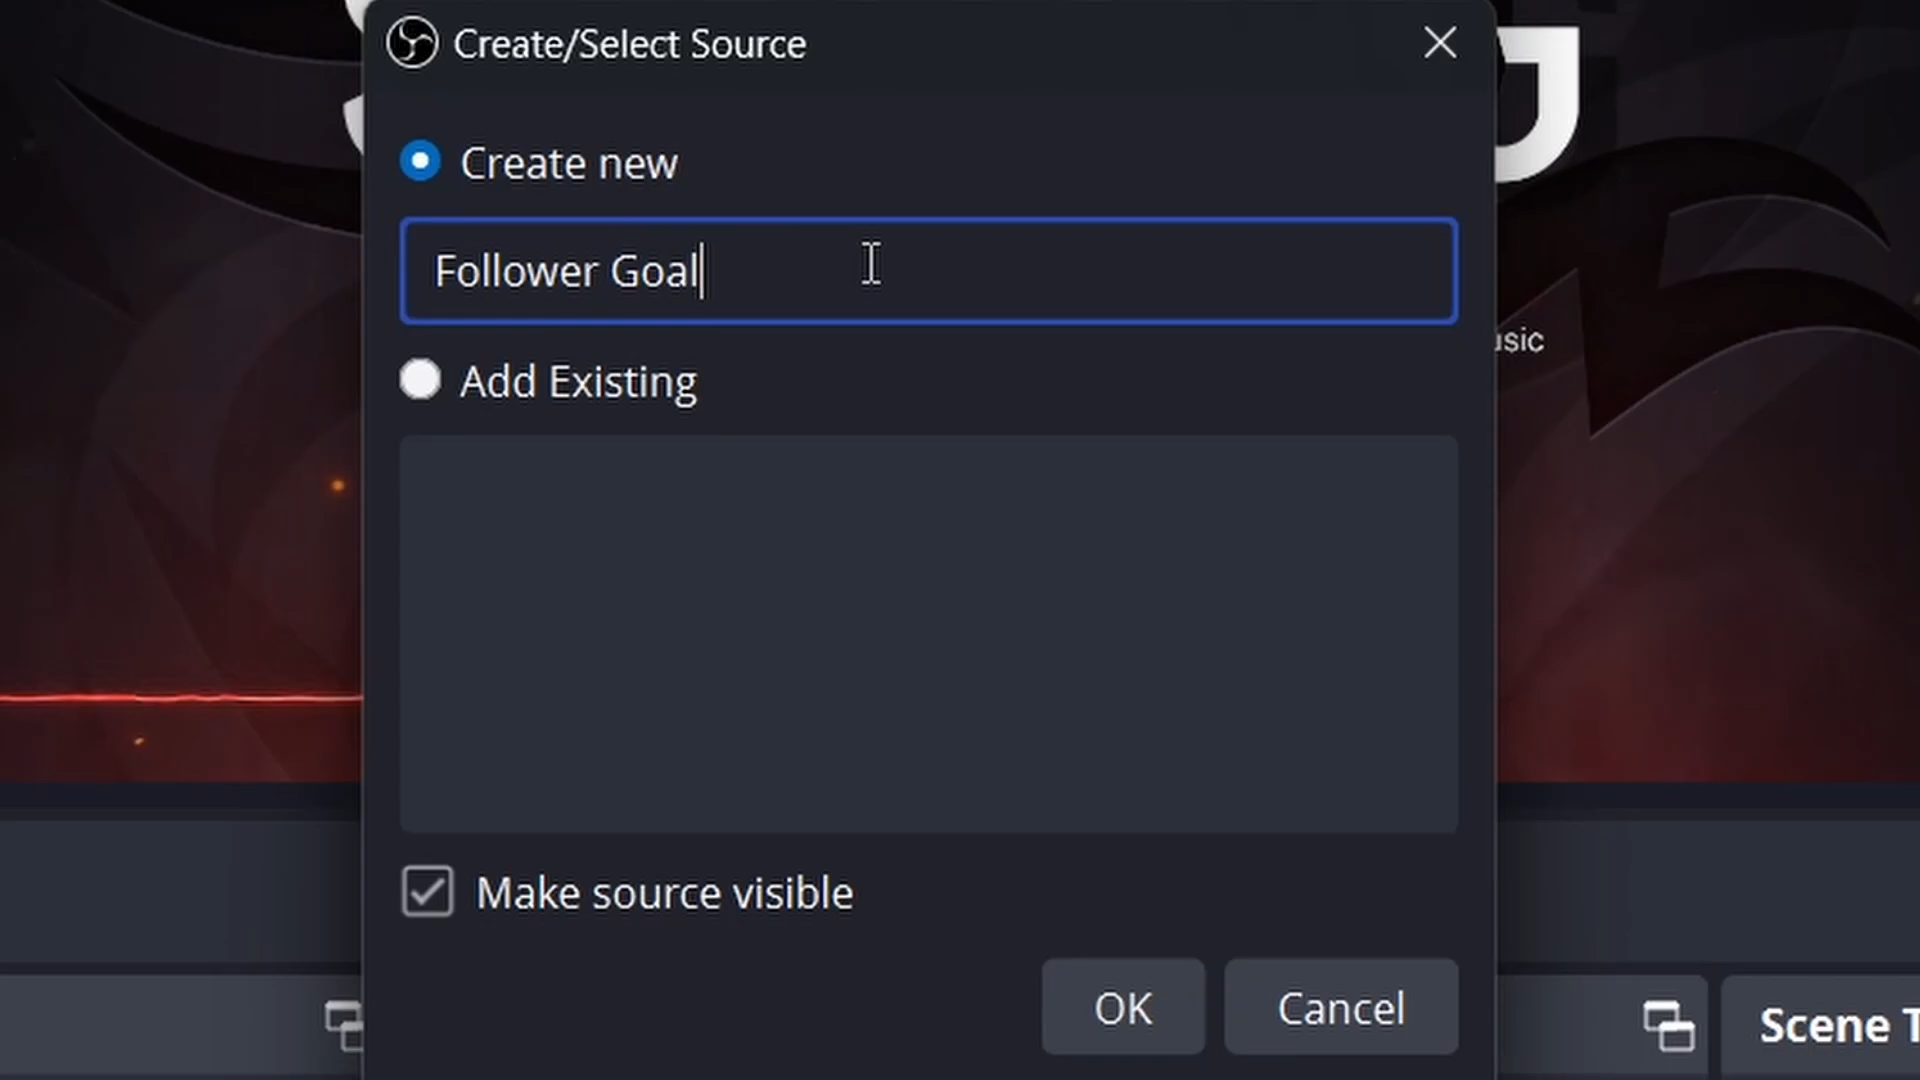 Create/Select Source
Create new
Follower Goal
Add Existing
Make source visible
OK
Cancel
Scene